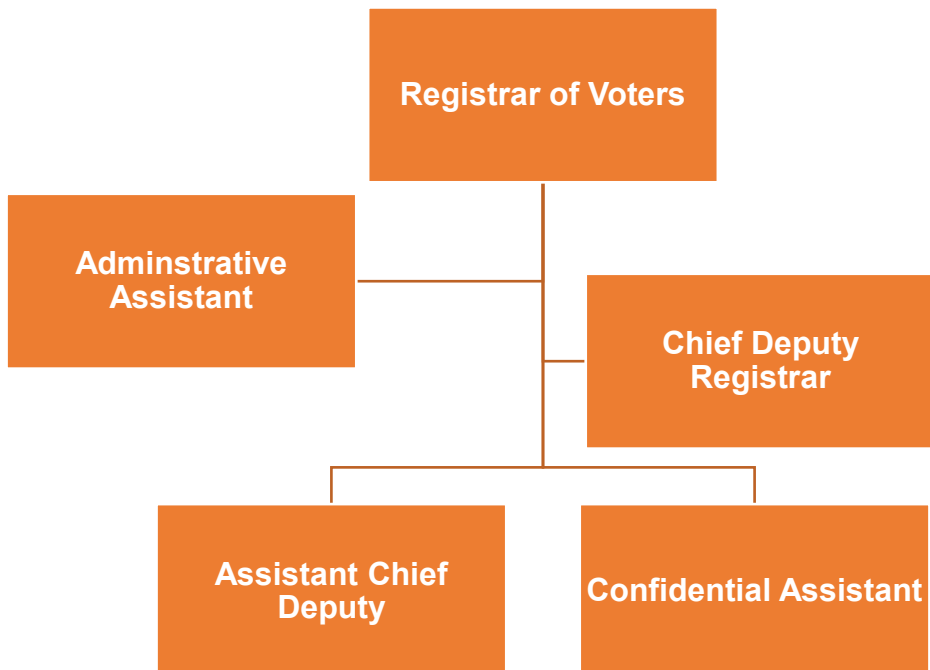 Registrar of Voters
Adminstrative
Assistant
Chief Deputy
Registrar
Assistant Chief
Deputy
Confidential Assistant